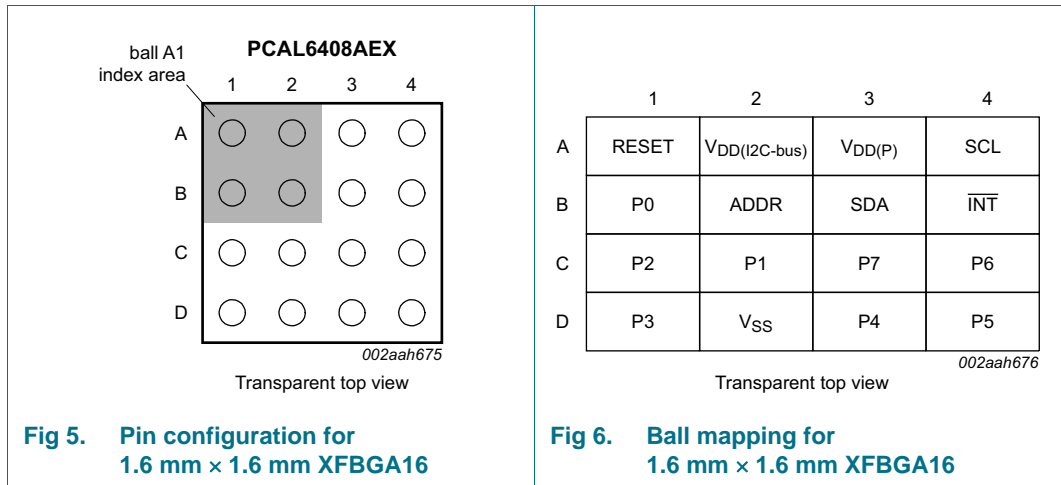 ball A1
index area
PCAL6408AEX
1 2 3 4
A
B
C
D
002aah675
Transparent top view
Fig 5. Pin configuration for
1.6 mm × 1.6 mm XFBGA16
1 2 3 4
A RESET VDD(I2C-bus) VDD(P) SCL
B P0 ADDR SDA I̅N̅T̅
C P2 P1 P7 P6
D P3 VSS P4 P5
002aah676
Transparent top view
Fig 6. Ball mapping for
1.6 mm × 1.6 mm XFBGA16